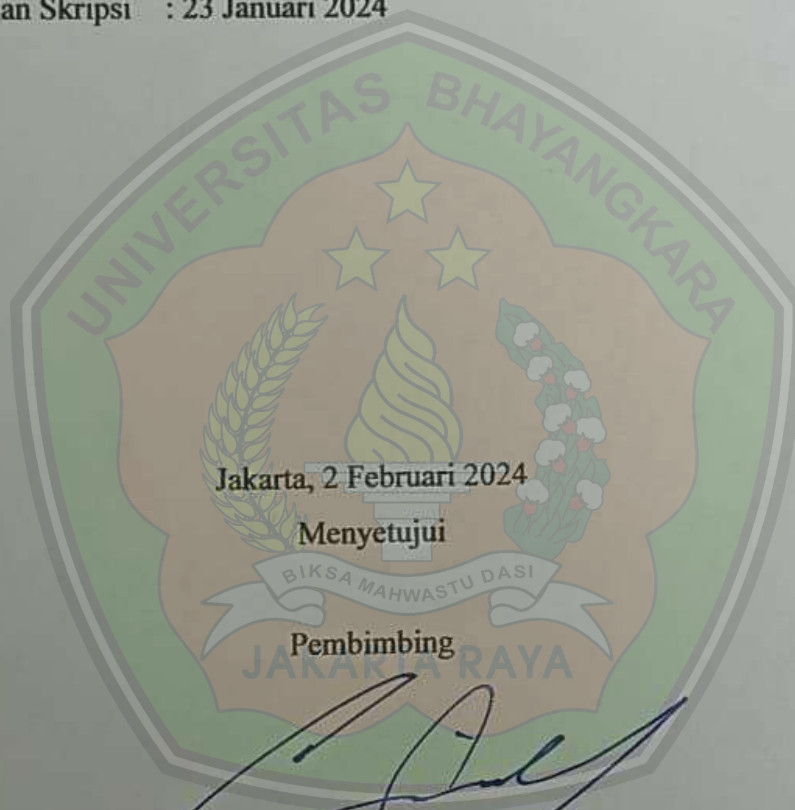 an Skripsi : 23 Januari 2024
UNIVERSITAS BHAYANGKARA
Jakarta, 2 Februari 2024
Menyetujui
BIKSA MAHWASTU DASI
Pembimbing
JAKARTA RAYA